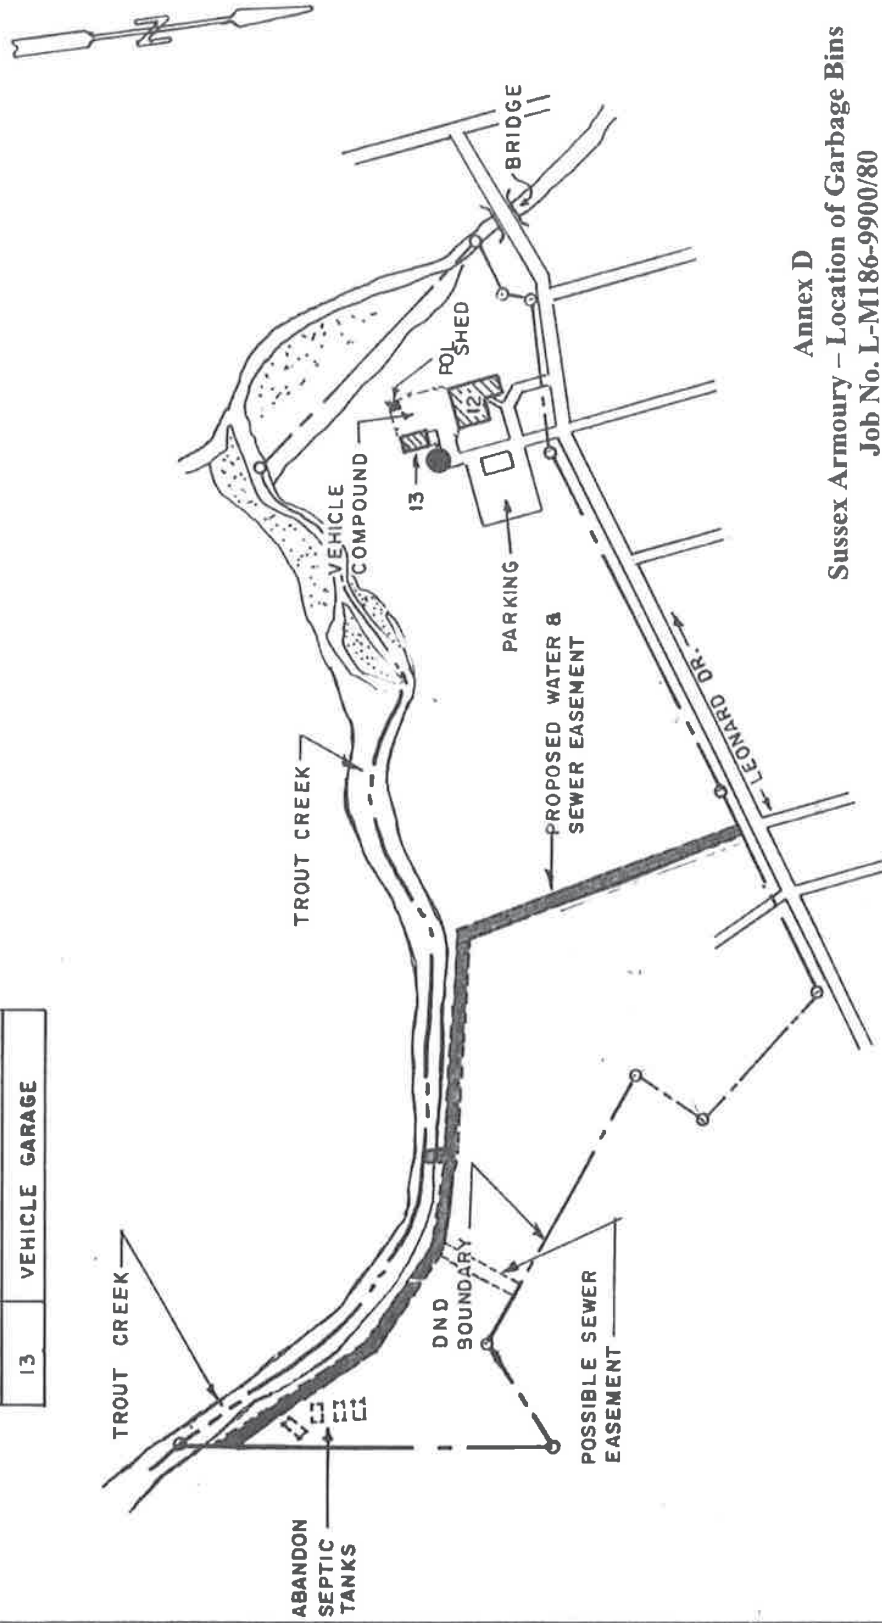 13 VEHICLE GARAGE
N
TROUT CREEK
ABANDON
SEPTIC
TANKS
TROUT CREEK
DND
BOUNDARY
POSSIBLE SEWER
EASEMENT
PROPOSED WATER &
SEWER EASEMENT
VEHICLE
COMPOUND
POL
SHED
13
12
PARKING
BRIDGE
LEONARD DR.
Annex D
Sussex Armoury – Location of Garbage Bins
Job No. L-M186-9900/80